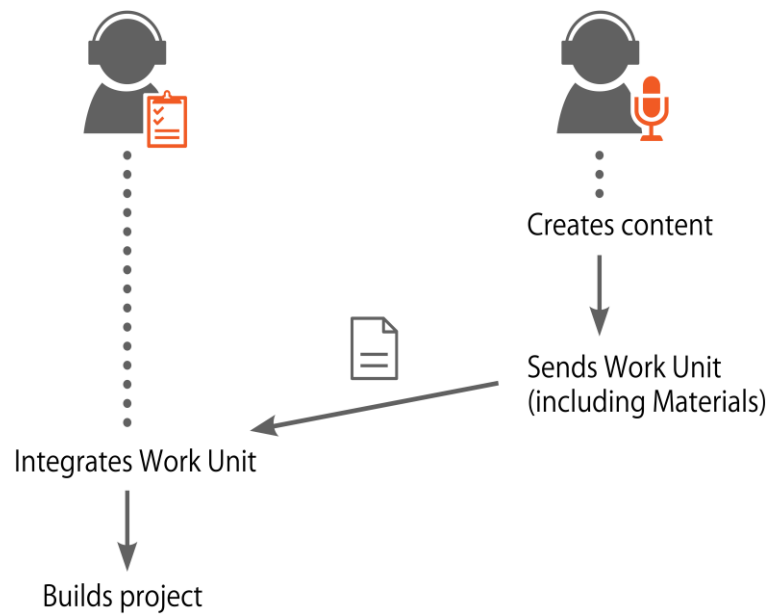 Creates content
Sends Work Unit
(including Materials)
Integrates Work Unit
Builds project